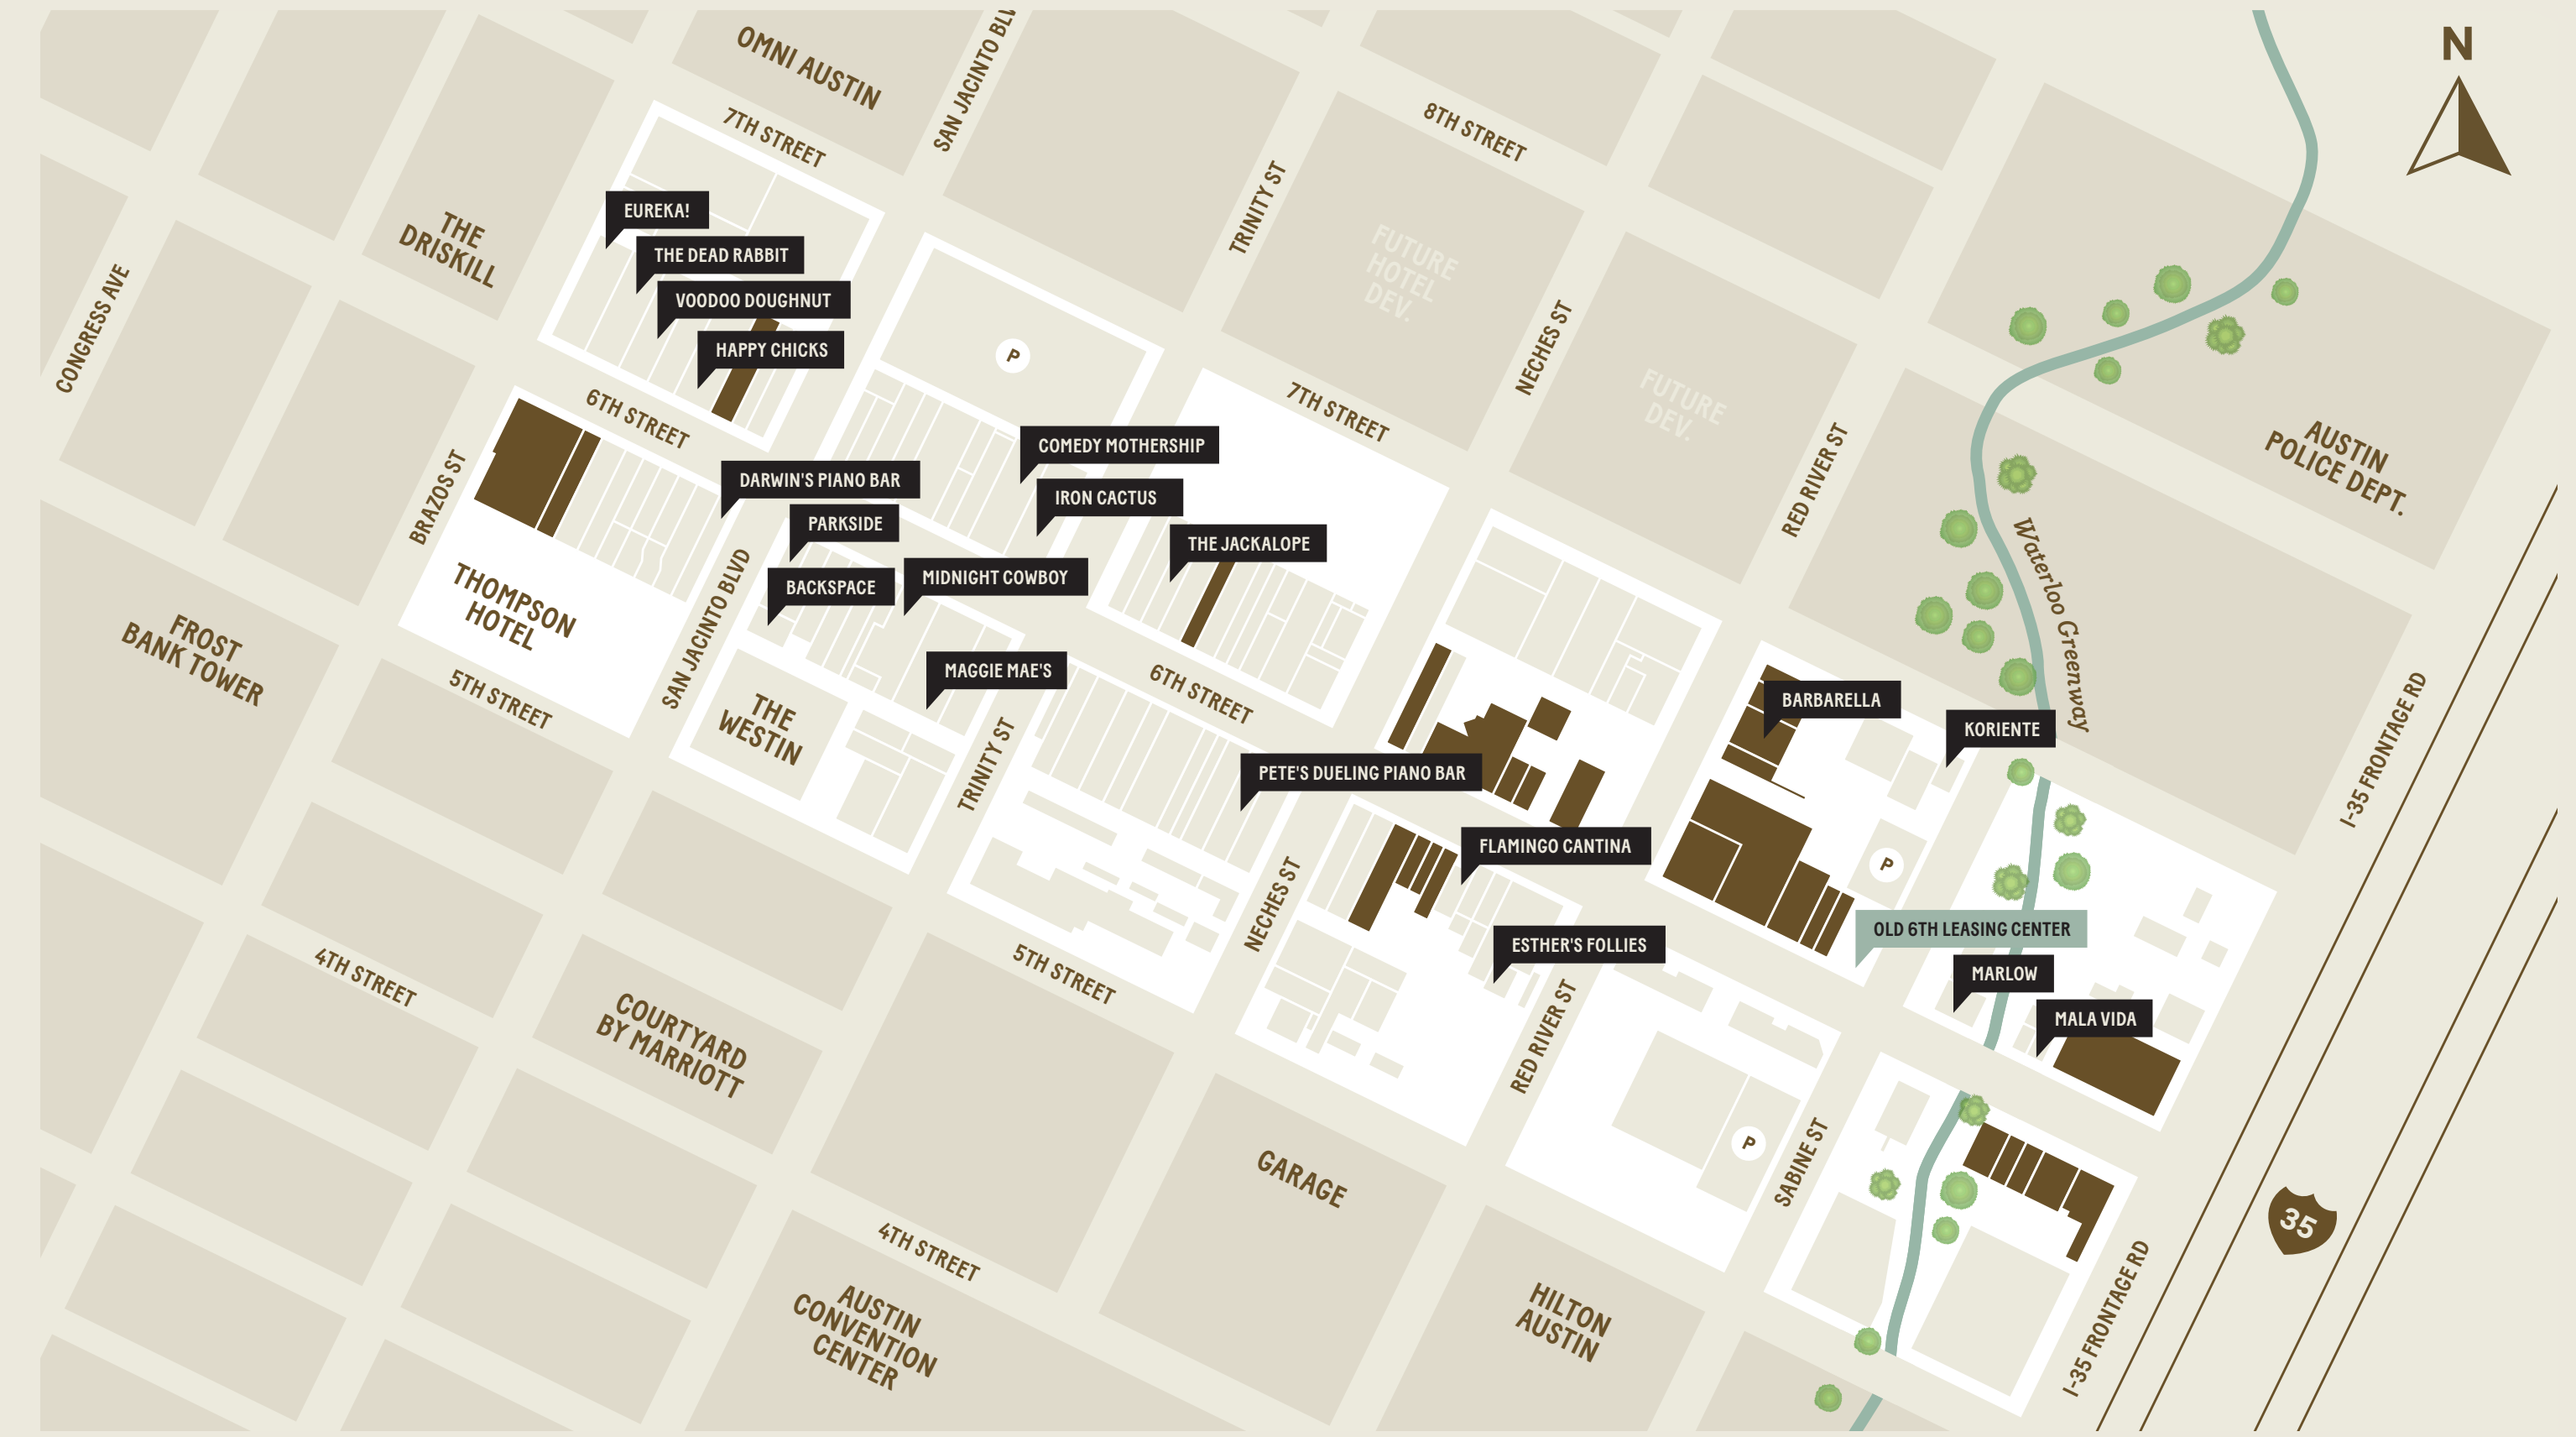 OMNI AUSTIN
SAN JACINTO BLV
N
7TH STREET
8TH STREET
TRINITY ST
EUREKA!
THE
DRISKILL
THE DEAD RABBIT
VOODOO DOUGHNUT
HAPPY CHICKS
P
FUTURE
HOTEL
DEV.
CONGRESS AVE
NECHES ST
FUTURE
DEV.
6TH STREET
7TH STREET
COMEDY MOTHERSHIP
DARWIN'S PIANO BAR
IRON CACTUS
PARKSIDE
THE JACKALOPE
MIDNIGHT COWBOY
BACKSPACE
RED RIVER ST
AUSTIN
POLICE DEPT.
BRAZOS ST
Waterloo Greenway
THOMPSON
HOTEL
SAN JACINTO BLVD
FROST
BANK TOWER
5TH STREET
MAGGIE MAE'S
6TH STREET
THE
WESTIN
TRINITY ST
BARBARELLA
KORIENTE
I-35 FRONTAGE RD
PETE'S DUELING PIANO BAR
FLAMINGO CANTINA
P
NECHES ST
OLD 6TH LEASING CENTER
ESTHER'S FOLLIES
MARLOW
MALA VIDA
4TH STREET
5TH STREET
RED RIVER ST
COURTYARD
BY MARRIOTT
P
SABINE ST
GARAGE
35
4TH STREET
AUSTIN
CONVENTION
CENTER
HILTON
AUSTIN
I-35 FRONTAGE RD